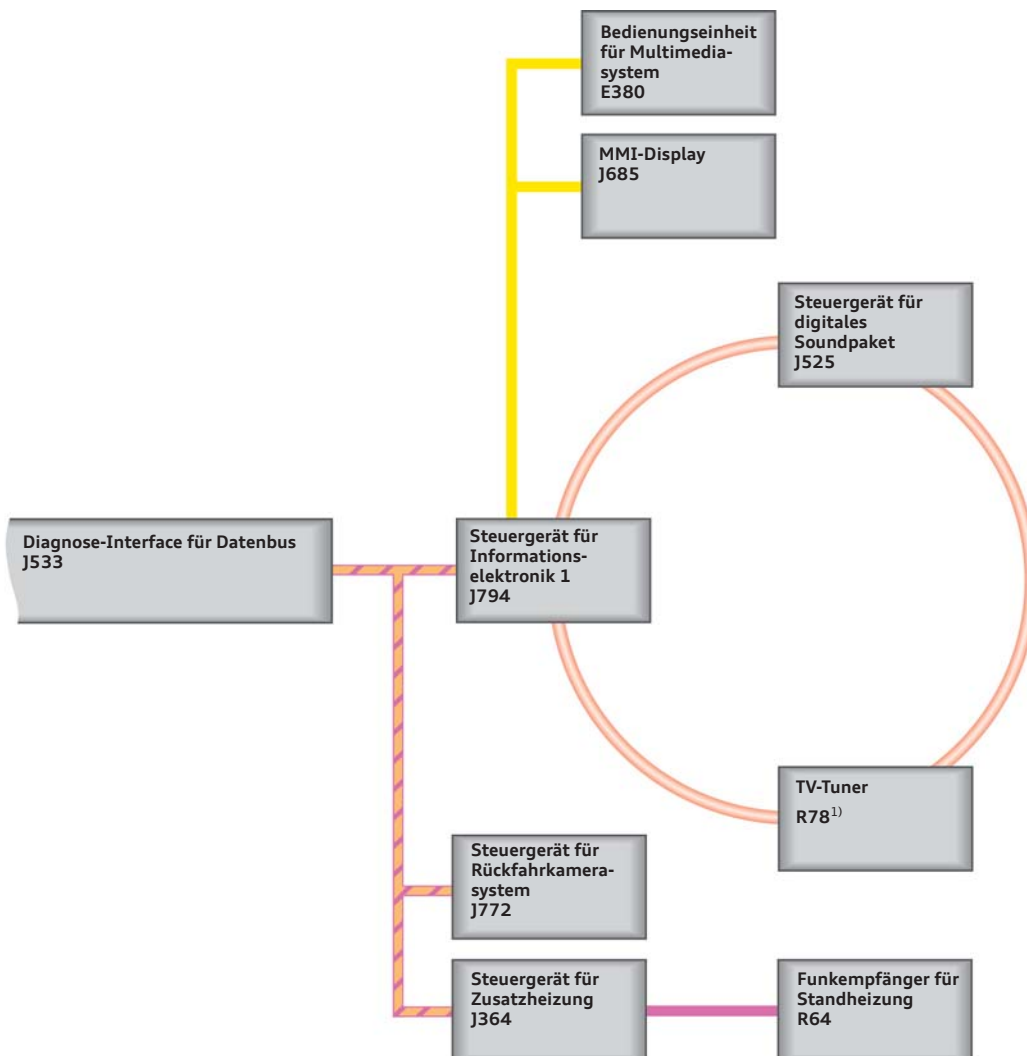 Bedienungseinheit
für Multimedia-
system
E380
MMI-Display
J685
Steuergerät für
digitales
Soundpaket
J525
Diagnose-Interface für Datenbus
J533
Steuergerät für
Informations-
elektronik 1
J794
TV-Tuner
R78¹⁾
Steuergerät für
Rückfahrkamera-
system
J772
Steuergerät für
Zusatzheizung
J364
Funkempfänger für
Standheizung
R64